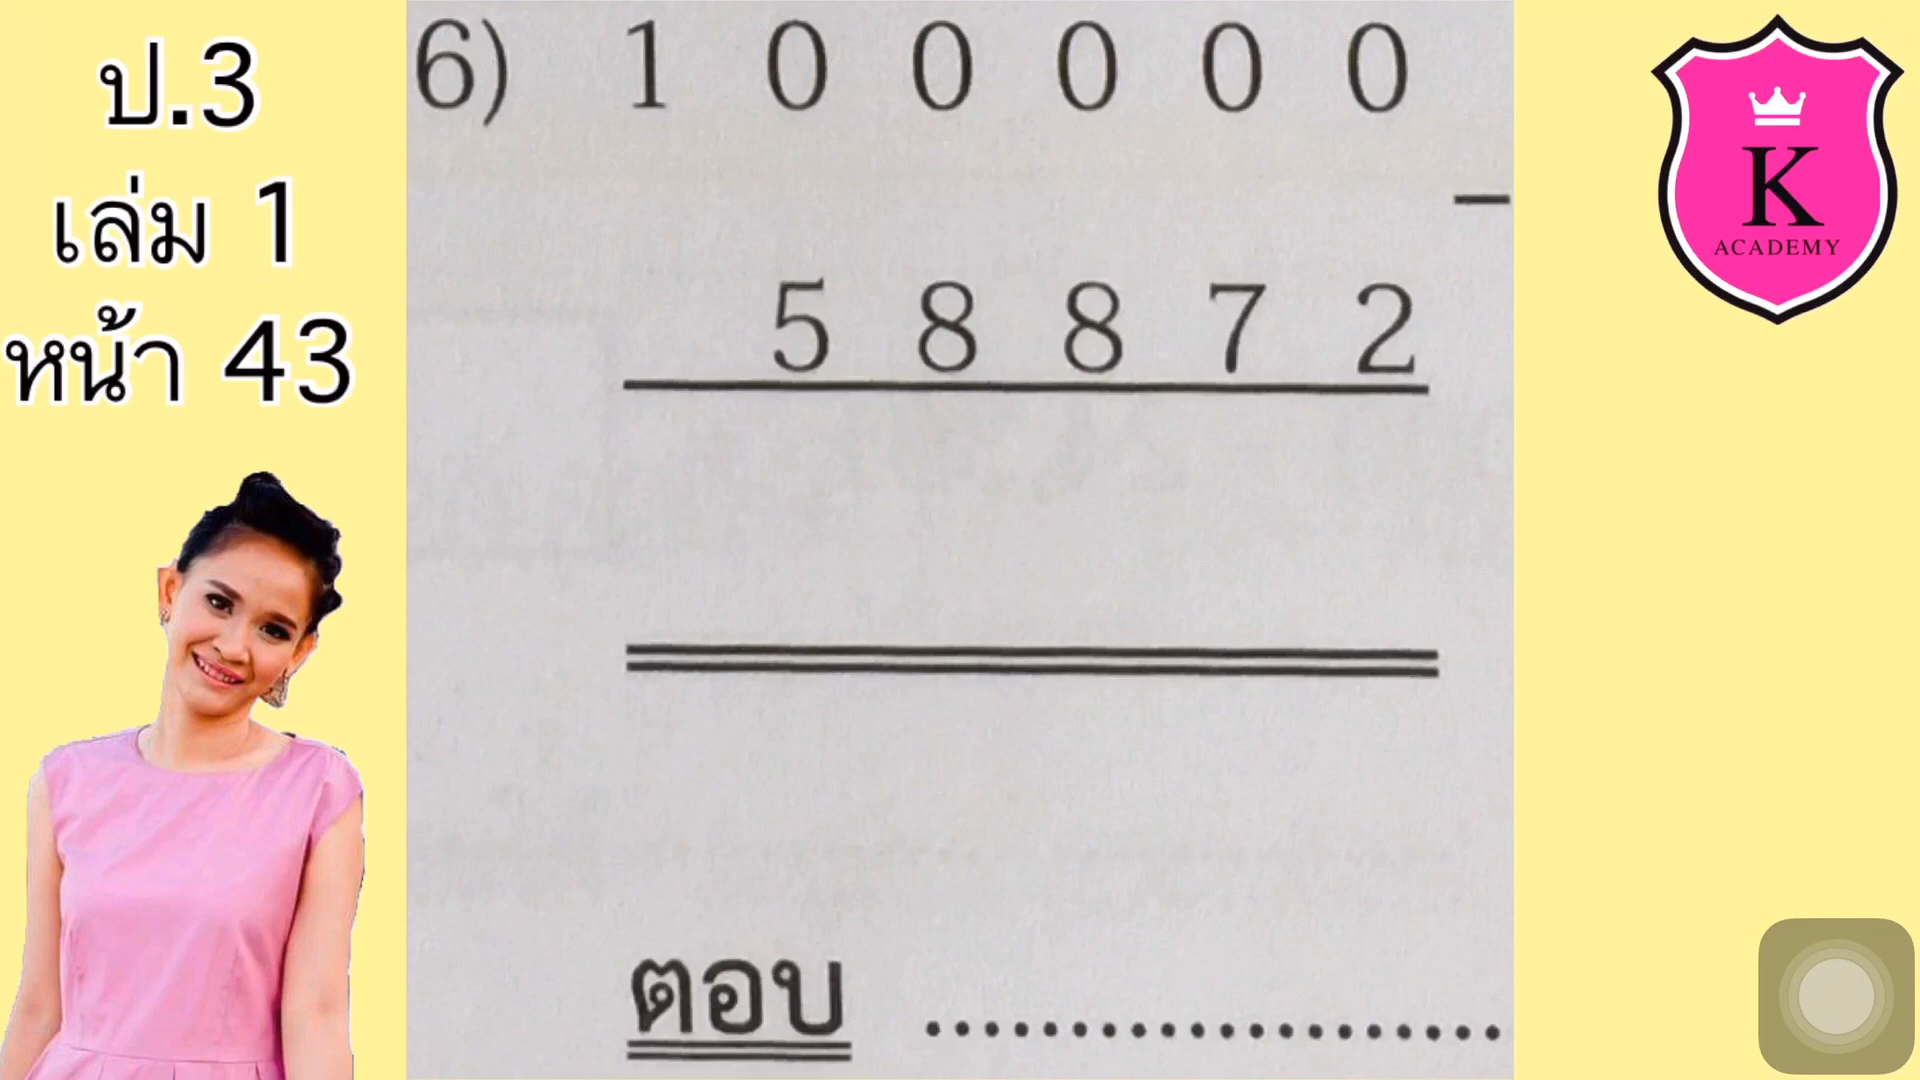 ป.3
เล่ม 1
หน้า 43
6) 1 0 0 0 0 0
−
5 8 8 7 2
ตอบ ....................
K
ACADEMY